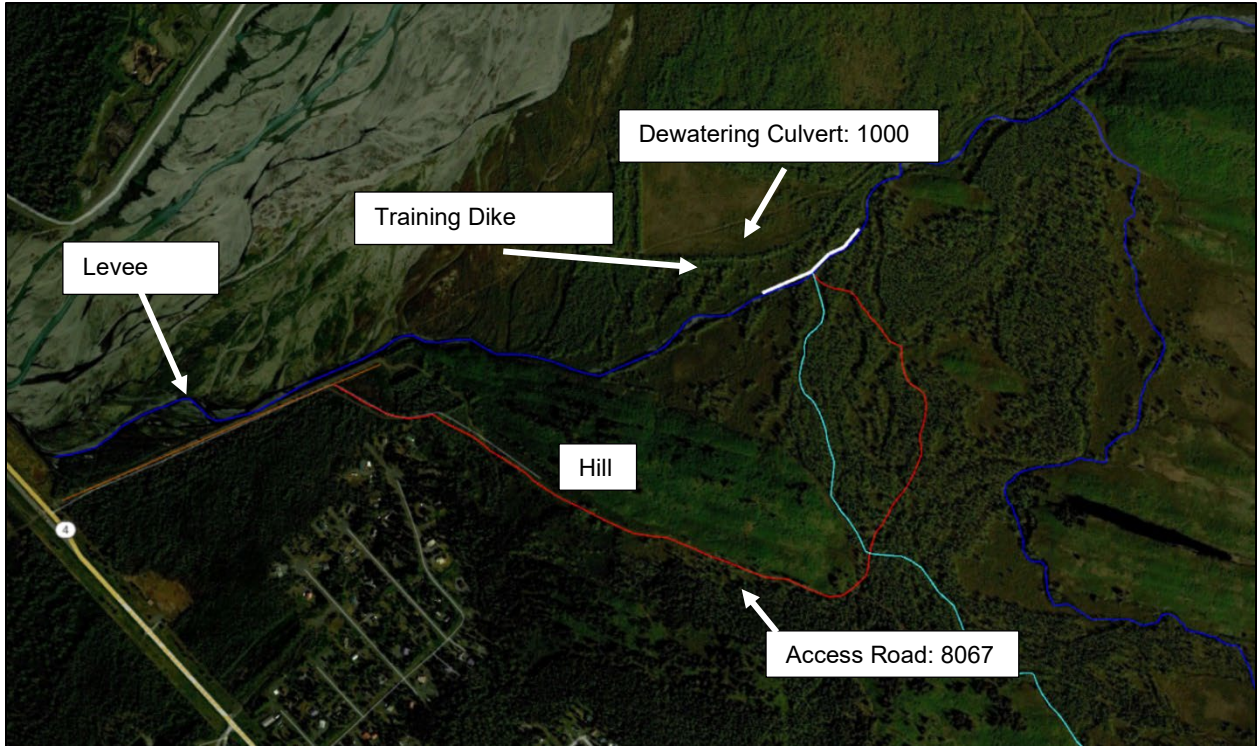 Dewatering Culvert: 1000
Training Dike
Levee
Hill
4
Access Road: 8067